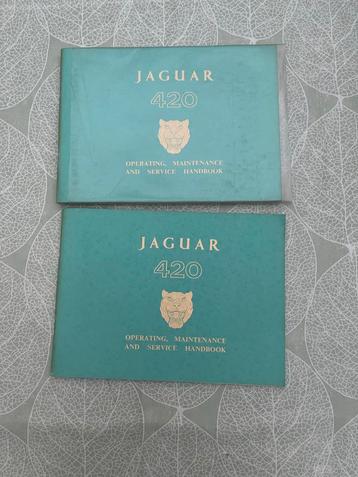 JAGUAR
420
OPERATING, MAINTENANCE
AND SERVICE HANDBOOK
JAGUAR
420
OPERATING, MAINTENANCE
AND SERVICE HANDBOOK